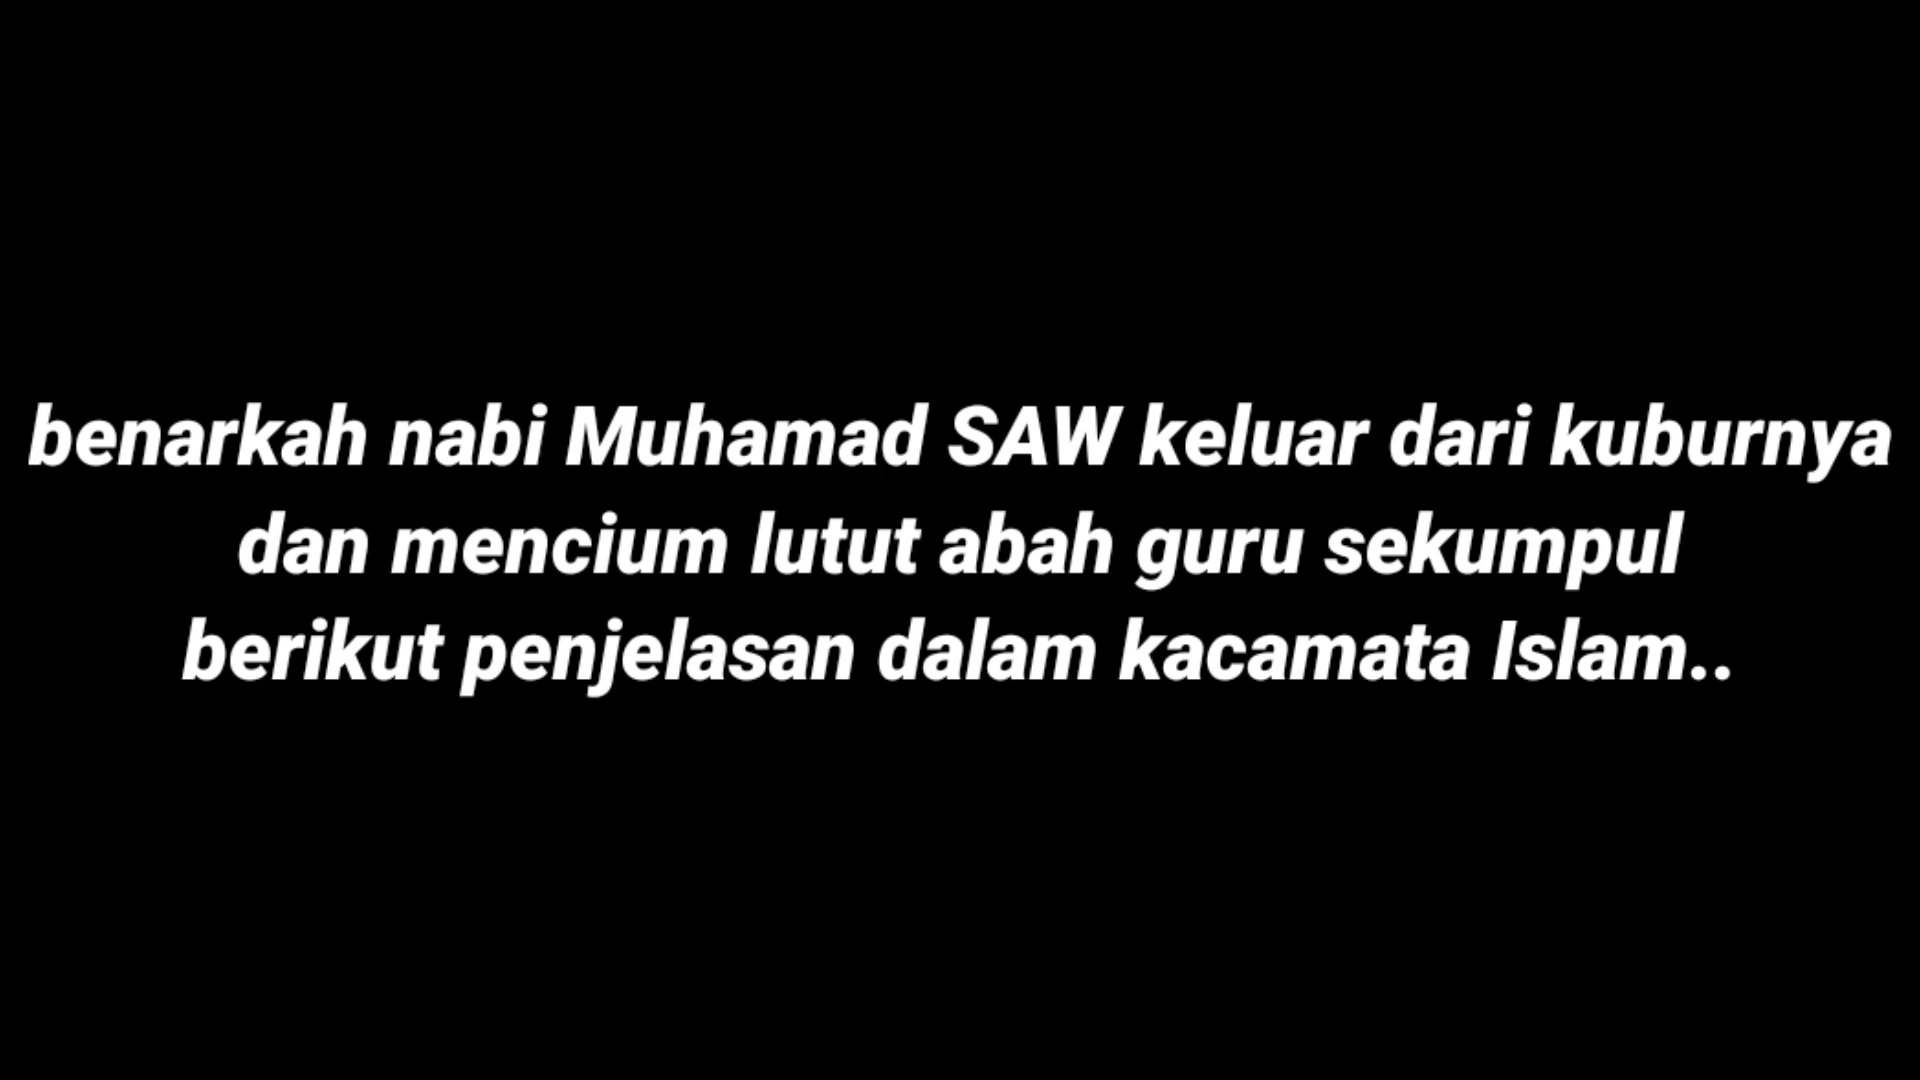 benarkah nabi Muhamad SAW keluar dari kuburnya
dan mencium lutut abah guru sekumpul
berikut penjelasan dalam kacamata Islam..